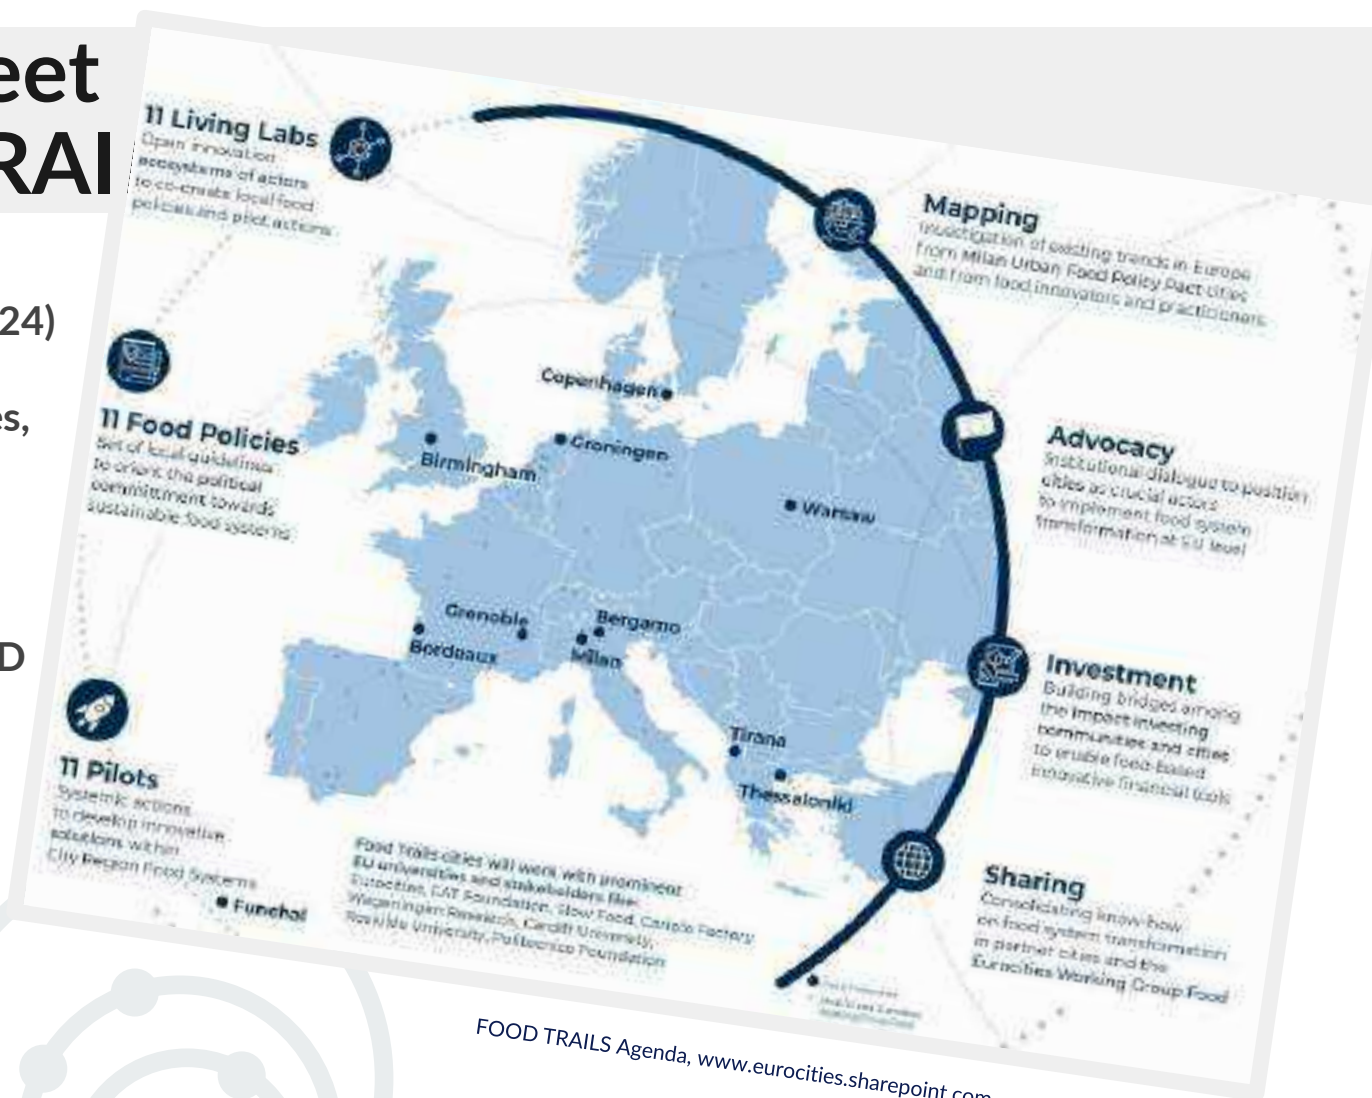 eet
RAI
24)
es,
D
11 Living Labs
Open innovation
ecosystems of actors
to co-create local food
policies and pilot actions
11 Food Policies
Set of local guidelines
to orient the political
committment towards
sustainable food systems
11 Pilots
Systemic actions
to develop innovative
solutions within
City Region Food Systems
Funchal
Copenhagen
Groningen
Birmingham
Warsaw
Grenoble
Bergamo
Bordeaux
Milan
Tirana
Thessaloniki
Food Trails cities will work with prominent
EU universities and stakeholders like:
Eurocities, EAT Foundation, Slow Food, Cariplo Factory
Wageningen Research, Cardiff University,
Roskilde University, Politecnico Foundation
Mapping
Investigation of existing trends in Europe
from Milan Urban Food Policy Pact cities
and from food innovators and practitioners
Advocacy
Institutional dialogue to position
cities as crucial actors
to implement food system
transformation at EU level
Investment
Building bridges among
the impact investing
communities and cities
to enable food-based
innovative financial tools
Sharing
Consolidating know-how
on food system transformation
in partner cities and the
Eurocities Working Group Food
FOOD TRAILS Agenda, www.eurocities.sharepoint.com